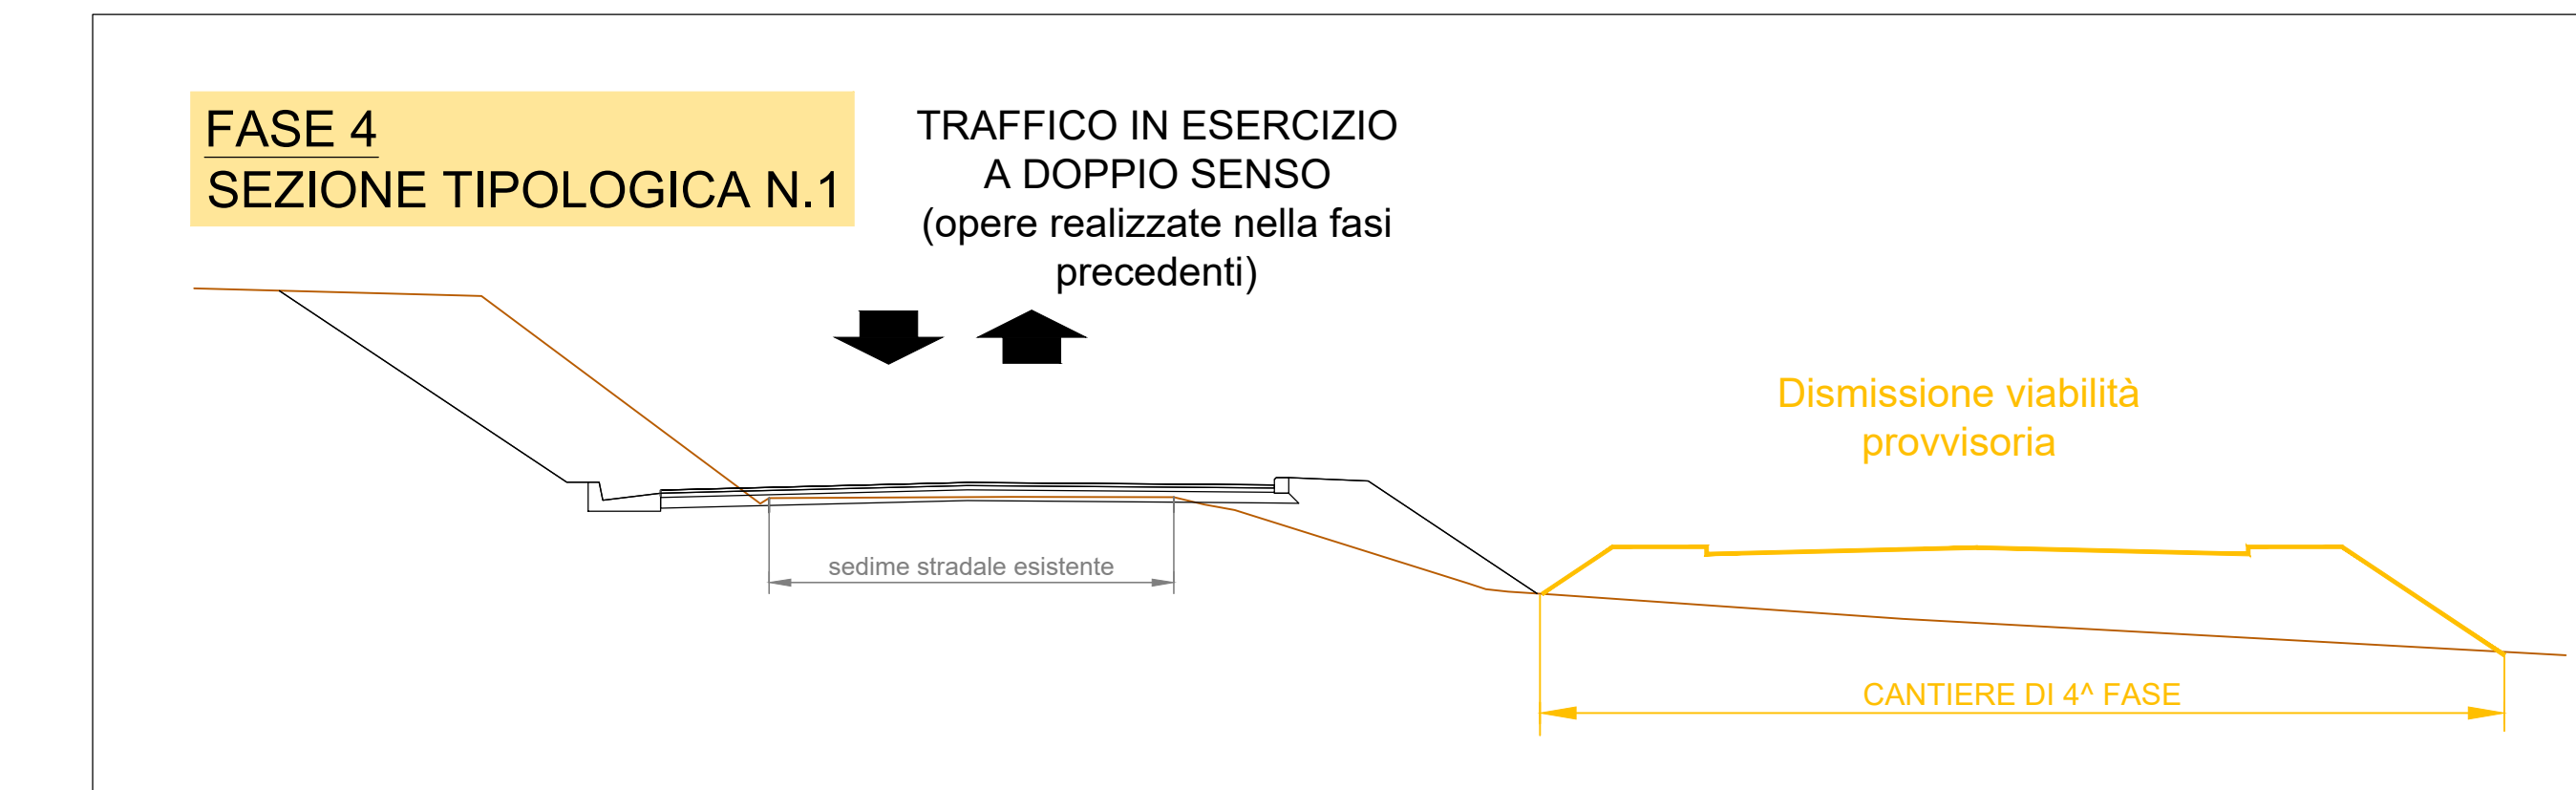 FASE 4
SEZIONE TIPOLOGICA N.1
TRAFFICO IN ESERCIZIO
A DOPPIO SENSO
(opere realizzate nella fasi
precedenti)
Dismissione viabilità
provvisoria
sedime stradale esistente
CANTIERE DI 4^ FASE